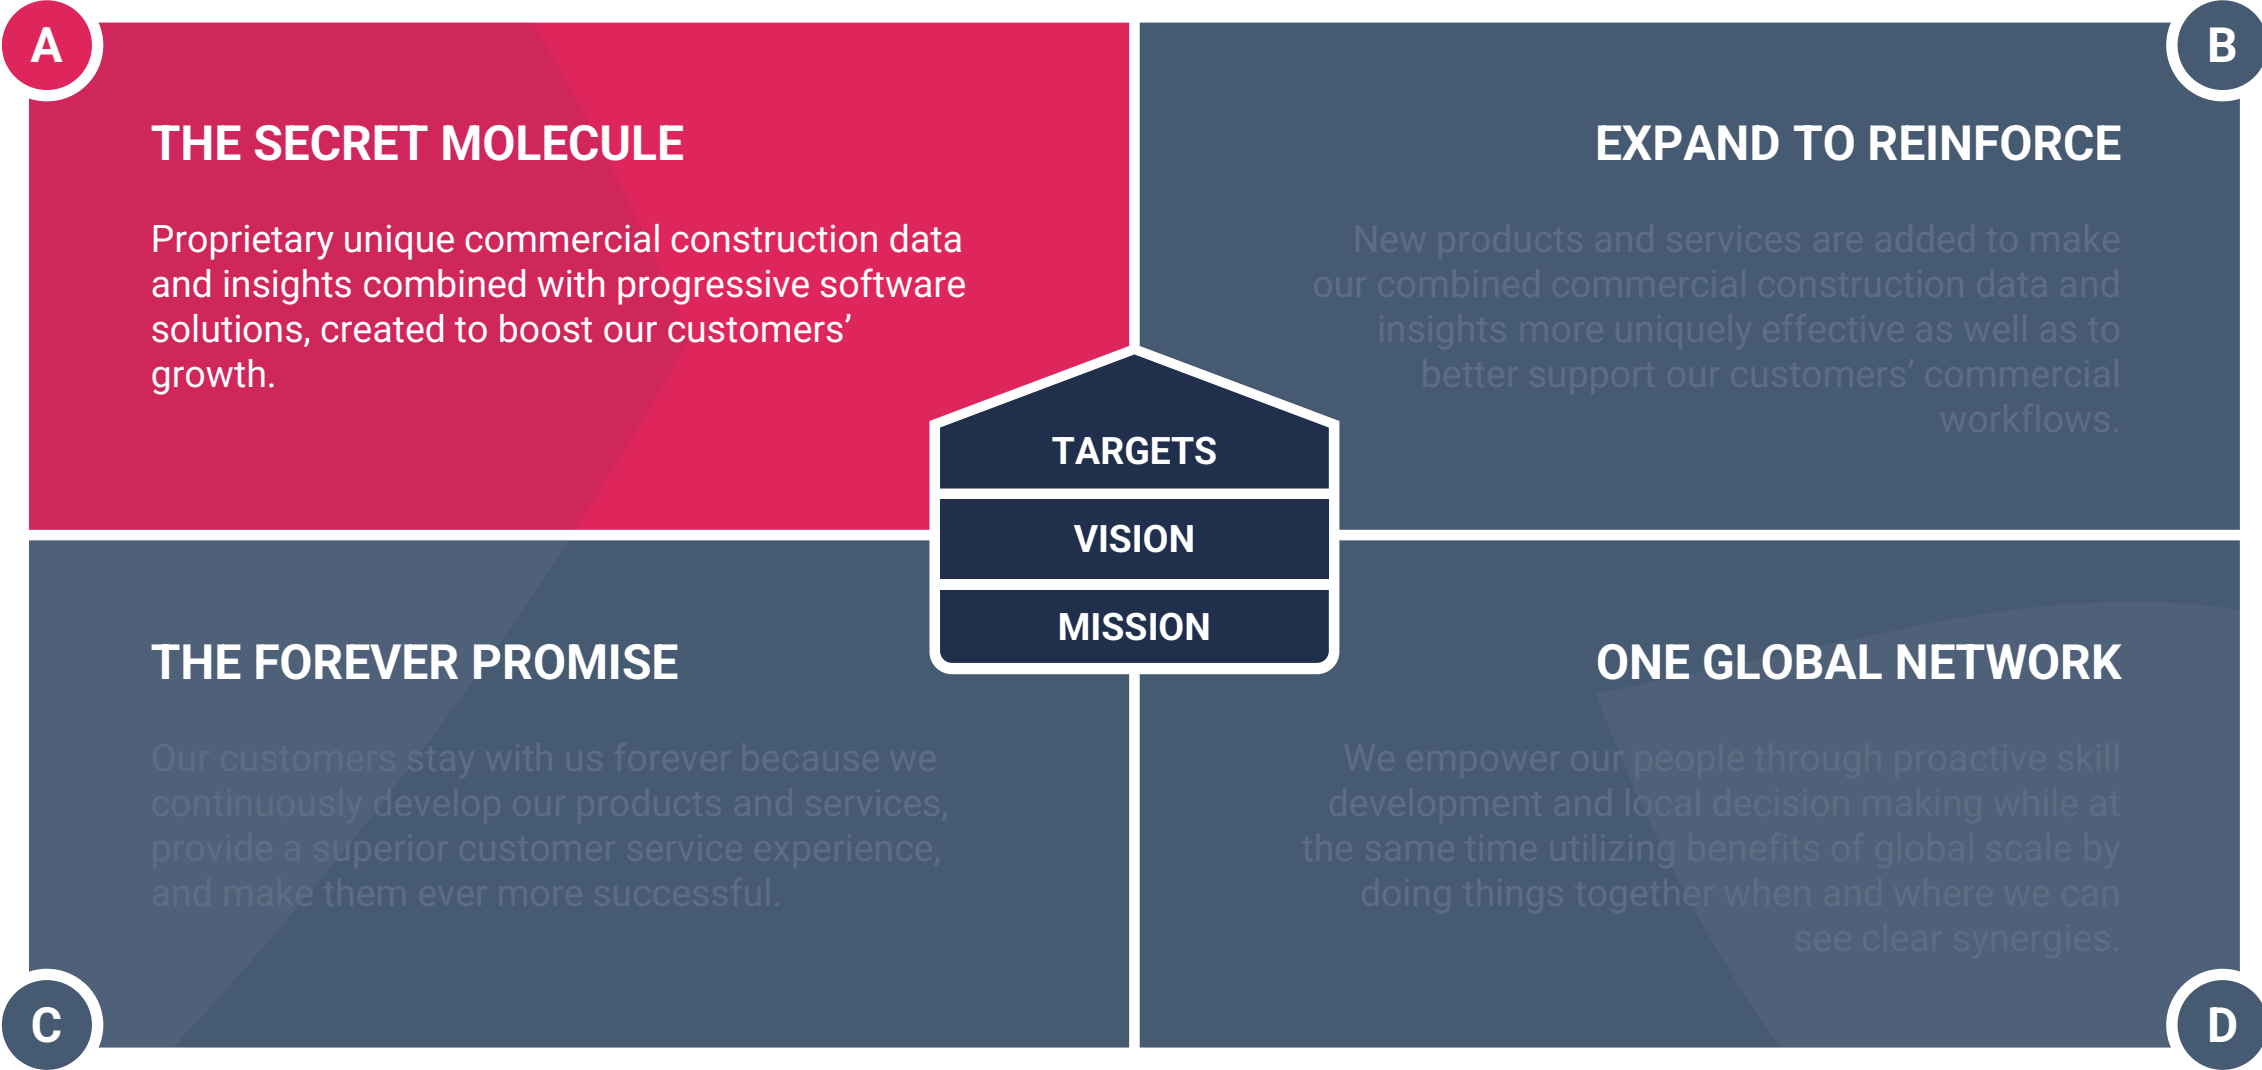 A
THE SECRET MOLECULE
Proprietary unique commercial construction data
and insights combined with progressive software
solutions, created to boost our customers’
growth.
B
EXPAND TO REINFORCE
New products and services are added to make
our combined commercial construction data and
insights more uniquely effective as well as to
better support our customers’ commercial
workflows.
TARGETS
VISION
MISSION
C
THE FOREVER PROMISE
Our customers stay with us forever because we
continuously develop our products and services,
provide a superior customer service experience,
and make them ever more successful.
D
ONE GLOBAL NETWORK
We empower our people through proactive skill
development and local decision making while at
the same time utilizing benefits of global scale by
doing things together when and where we can
see clear synergies.